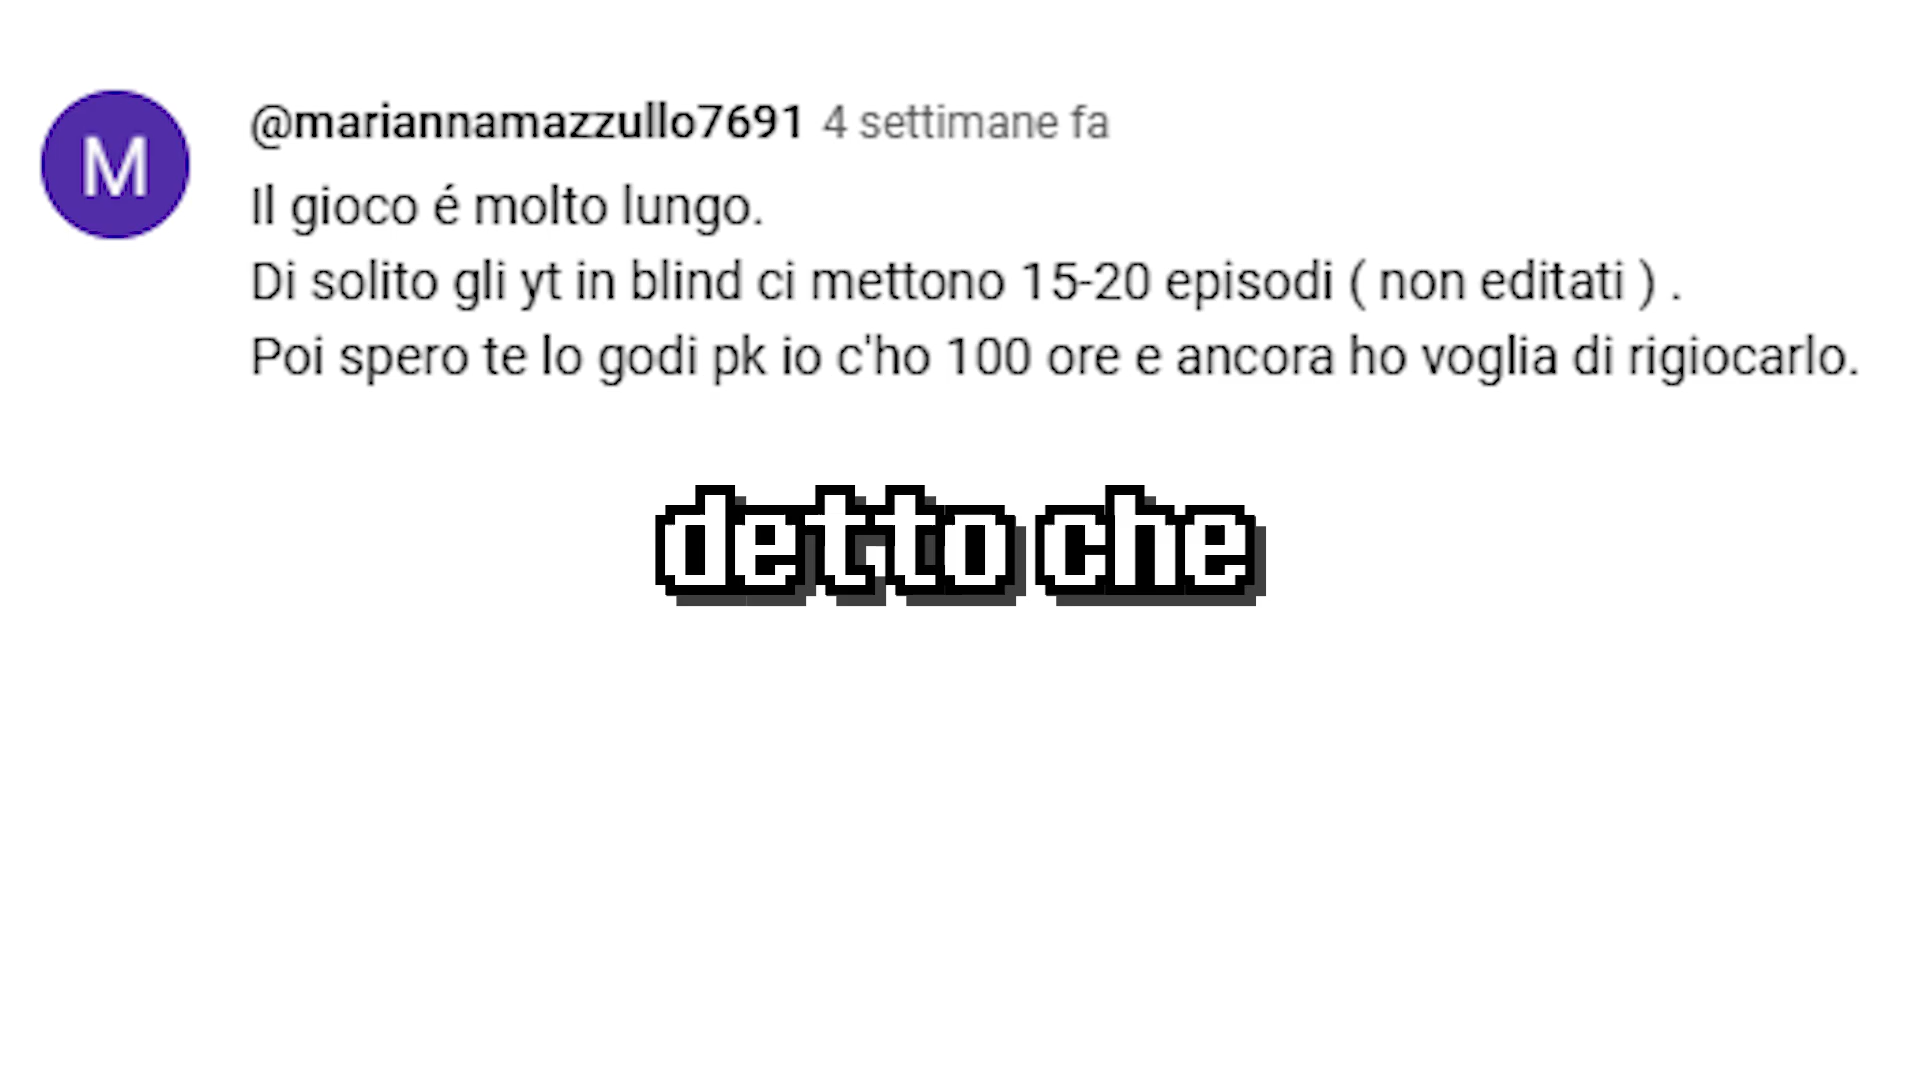 M
@mariannamazzullo7691 4 settimane fa
Il gioco é molto lungo.
Di solito gli yt in blind ci mettono 15-20 episodi ( non editati ) .
Poi spero te lo godi pk io c'ho 100 ore e ancora ho voglia di rigiocarlo.
detto che